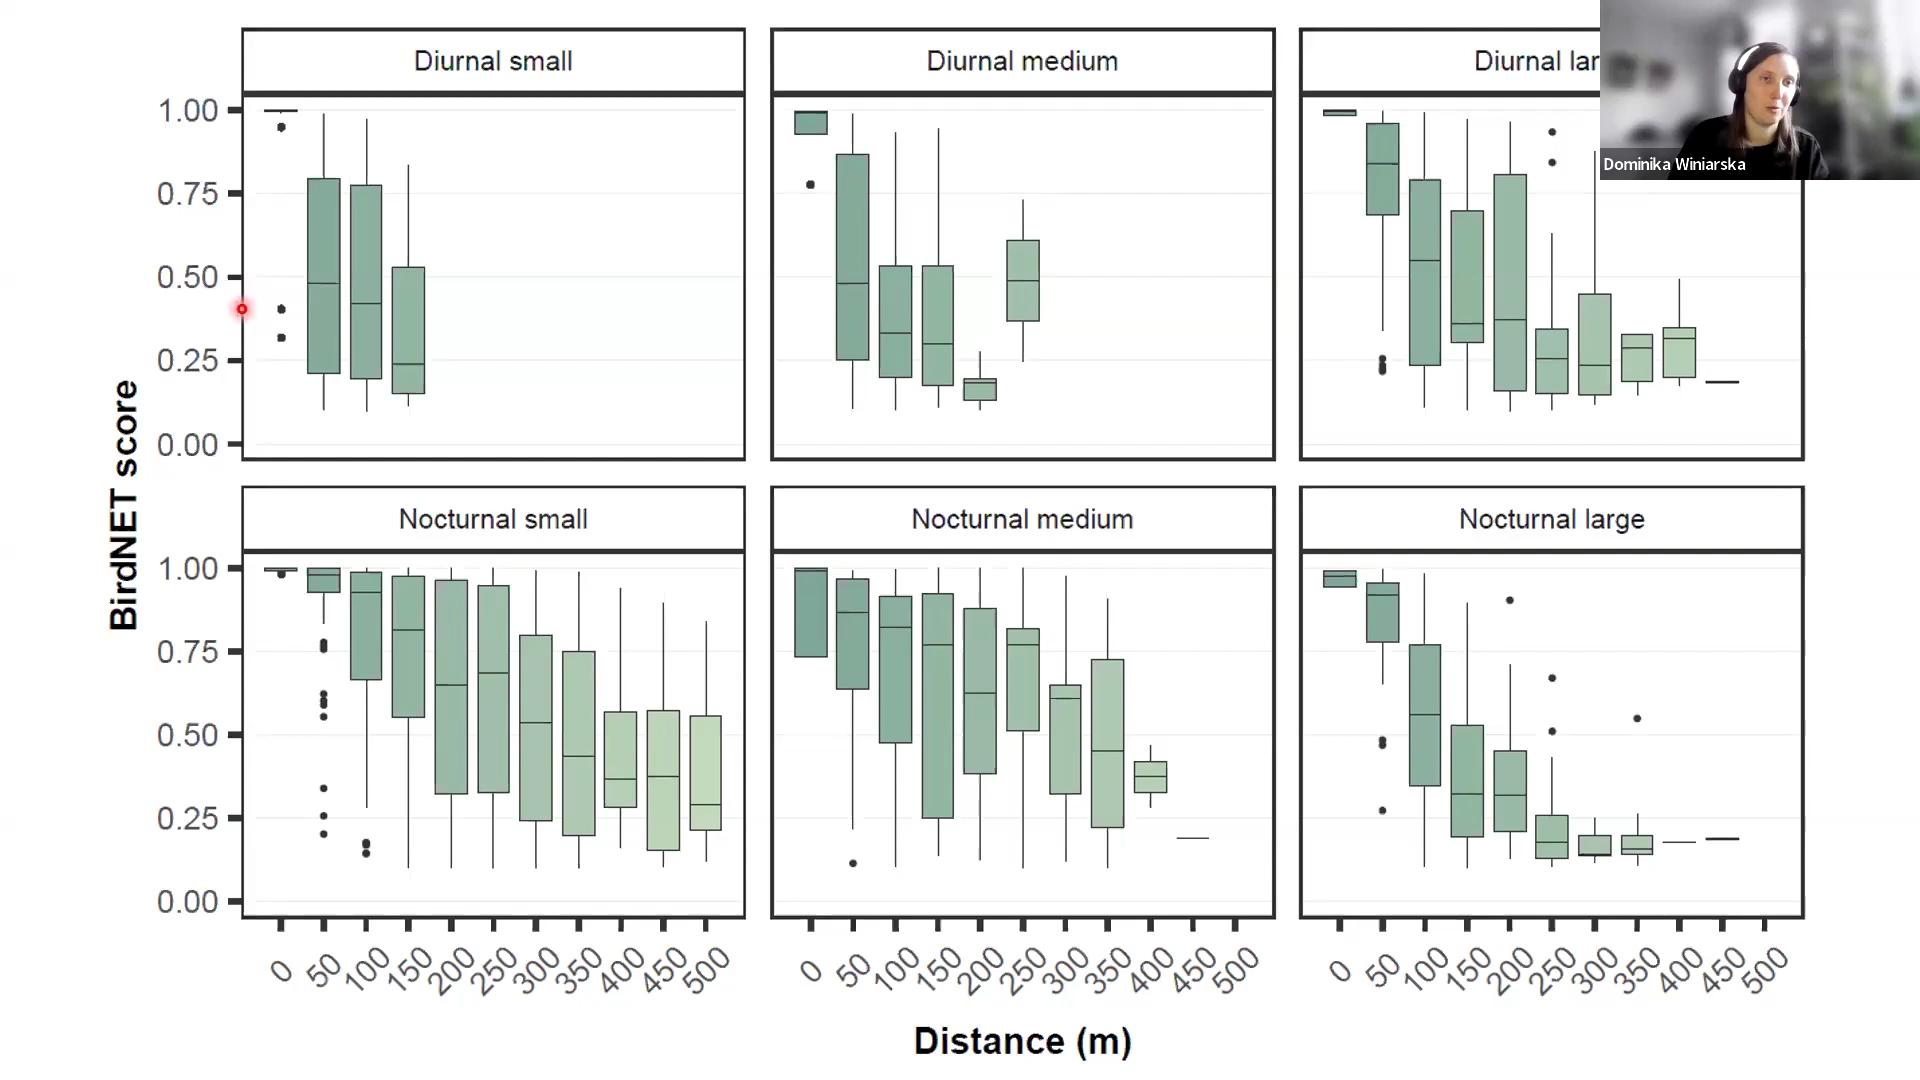 Diurnal small
Diurnal medium
Diurnal lar
Dominika Winiarska
1.00
0.75
0.50
0.25
0.00
BirdNET score
Nocturnal small
Nocturnal medium
Nocturnal large
1.00
0.75
0.50
0.25
0.00
0 50 100 150 200 250 300 350 400 450 500
0 50 100 150 200 250 300 350 400 450 500
0 50 100 150 200 250 300 350 400 450 500
Distance (m)